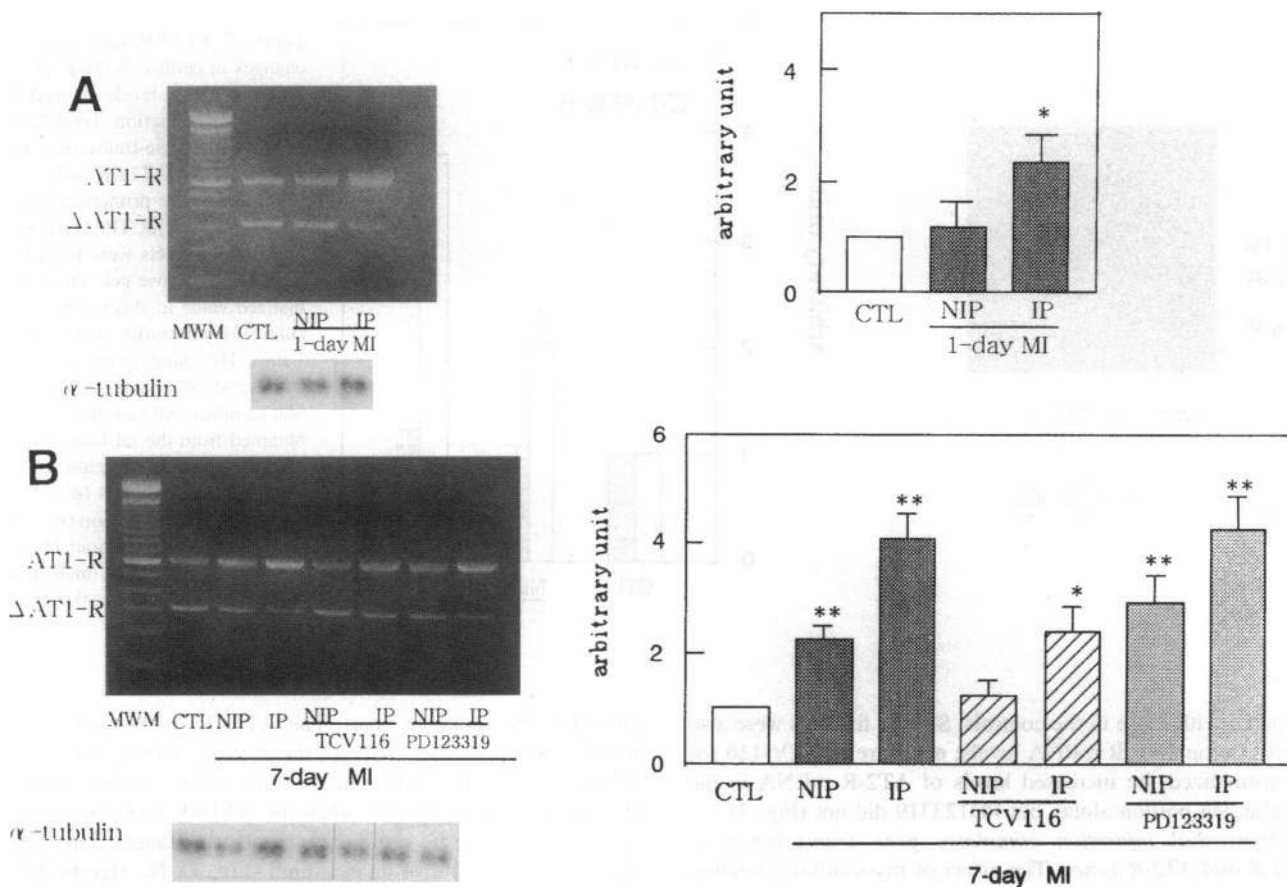 A
AT1-R
Δ AT1-R
MWM CTL NIP IP
1-day MI
α-tubulin
arbitrary unit
4
2
0
*
CTL NIP IP
1-day MI
B
AT1-R
Δ AT1-R
MWM CTL NIP IP NIP IP NIP IP
TCV116 PD123319
7-day MI
α-tubulin
arbitrary unit
6
4
2
0
** ** * ** **
CTL NIP IP NIP IP NIP IP
TCV116 PD123319
7-day MI